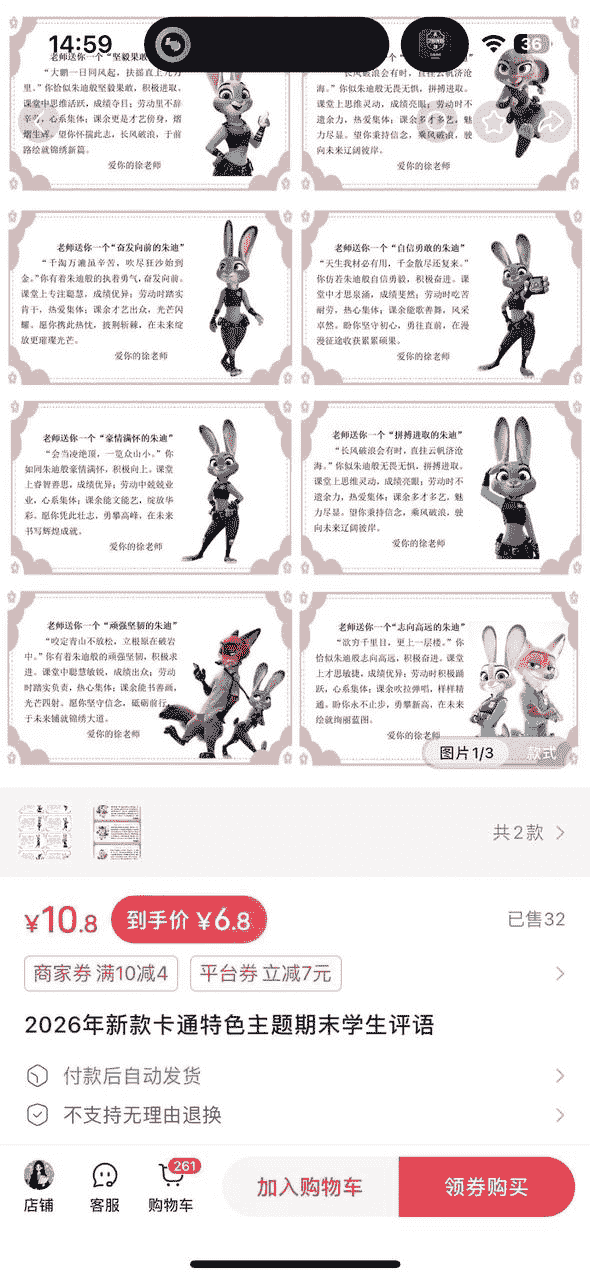 14:59
36
老师送你一个“坚毅果敢
“大鹏一日同风起，扶摇直上九万
里。”你恰似朱迪般坚毅果敢，积极进取。
课堂中思维活跃，成绩夺目；劳动里不辞
辛劳，心系集体；课余更是才艺傍身，熠
熠生辉。望你怀揣此志，长风破浪，于前
路绘就锦绣新篇。
爱你的徐老师
“长风破浪会有时，直挂云帆济沧
海。”你似朱迪般无畏无惧，拼搏进取。课
堂上思维灵动，成绩亮眼；劳动时不
遗余力，热爱集体；课余多才多艺，魅
力尽显。望你秉持信念，乘风破浪，驶
向未来辽阔彼岸。
爱你的徐老师
老师送你一个“奋发向前的朱迪”
“千淘万漉虽辛苦，吹尽狂沙始到
金。”你有着朱迪般的执着勇气，奋发向前。
课堂上专注聪慧，成绩优异；劳动时踏实
肯干，热爱集体；课余才艺出众，光芒闪
耀。愿你携此热忱，披荆斩棘，在未来绽
放更璀璨光芒。
爱你的徐老师
老师送你一个“自信勇敢的朱迪”
“天生我材必有用，千金散尽还复来。”
你仿若朱迪般自信勇毅，积极奋进。课
堂中才思泉涌，成绩斐然；劳动时吃苦
耐劳，热心集体；课余能歌善舞，风采
卓然。盼你坚守初心，勇往直前，在漫
漫征途收获累累硕果。
爱你的徐老师
老师送你一个“豪情满怀的朱迪”
“会当凌绝顶，一览众山小。”你
如同朱迪般豪情满怀，积极向上。课堂
上睿智善思，成绩优异；劳动中兢兢业
业，心系集体；课余能文能艺，绽放华
彩。愿你凭此壮志，勇攀高峰，在未来
书写辉煌成就。
爱你的徐老师
老师送你一个“拼搏进取的朱迪”
“长风破浪会有时，直挂云帆济沧
海。”你似朱迪般无畏无惧，拼搏进取。课
堂上思维灵动，成绩亮眼；劳动时不
遗余力，热爱集体；课余多才多艺，魅
力尽显。望你秉持信念，乘风破浪，驶
向未来辽阔彼岸。
爱你的徐老师
老师送你一个“顽强坚韧的朱迪”
“咬定青山不放松，立根原在破岩
中。”你有着朱迪般的顽强坚韧，积极求
进。课堂中聪慧敏锐，成绩出众；劳动
时踏实负责，热心集体；课余能书善画，
光芒四射。愿你坚守信念，砥砺前行，
于未来铺就锦绣大道。
爱你的徐老师
老师送你一个“志向高远的朱迪”
“欲穷千里目，更上一层楼。”你
恰似朱迪般志向高远，积极奋进。课堂
上才思敏捷，成绩优异；劳动时积极踊
跃，心系集体；课余吹拉弹唱，样样精
通。盼你永不止步，勇攀新高，在未来
绘就绚丽蓝图。
爱你的徐老师
图片1/3
款式
共2款
¥10.8
到手价 ¥6.8
已售32
商家券 满10减4
平台券 立减7元
2026年新款卡通特色主题期末学生评语
付款后自动发货
不支持无理由退换
店铺
客服
261
购物车
加入购物车
领券购买